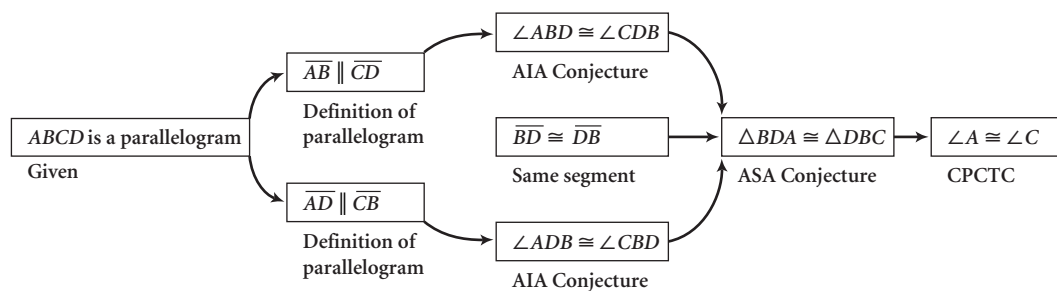 ABCD is a parallelogram
Given
AB ∥ CD
Definition of
parallelogram
AD ∥ CB
Definition of
parallelogram
∠ABD ≅ ∠CDB
AIA Conjecture
BD ≅ DB
Same segment
∠ADB ≅ ∠CBD
AIA Conjecture
△BDA ≅ △DBC
ASA Conjecture
∠A ≅ ∠C
CPCTC